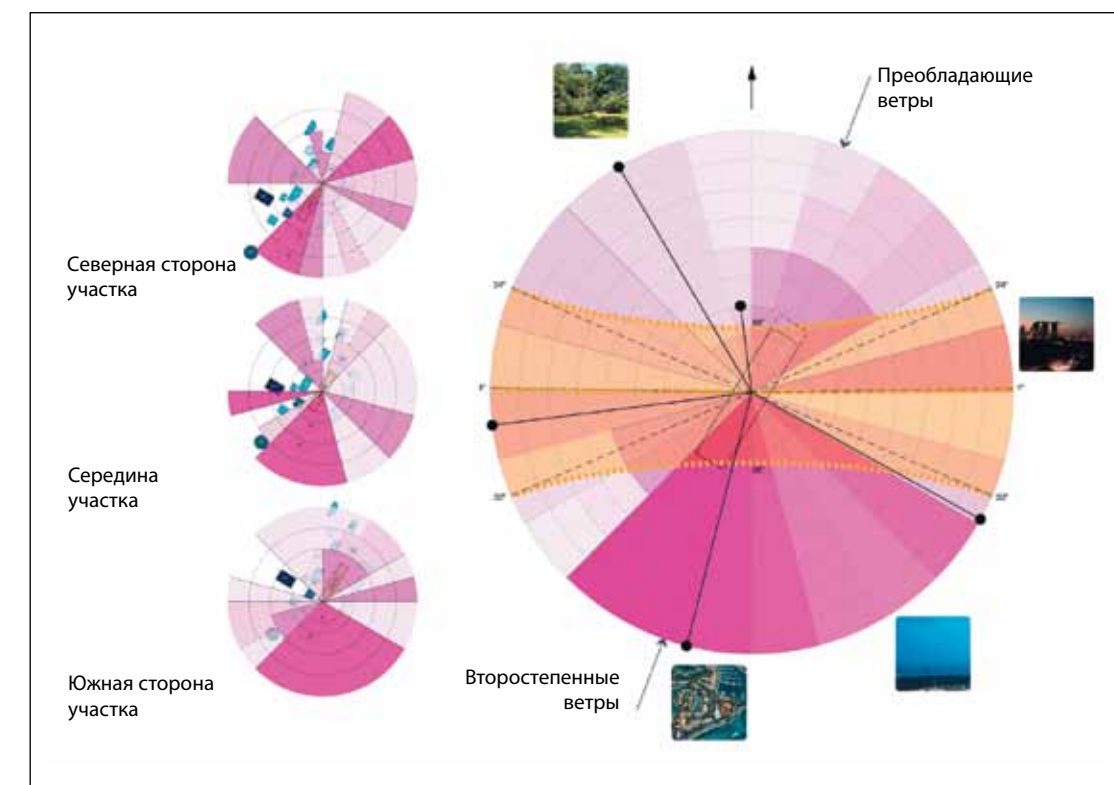 Преобладающие
ветры
Северная сторона
участка
Середина
участка
Южная сторона
участка
Второстепенные
ветры